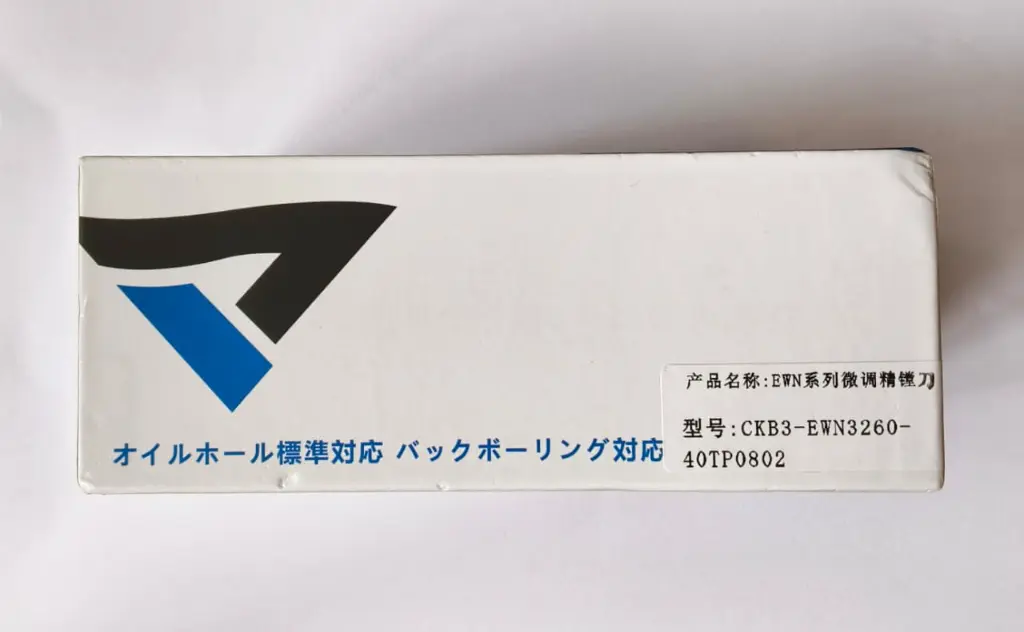 オイルホール標準対応 バックボーリング対応
产品名称:EWN系列微调精镗刀
型号:CKB3-EWN3260-
40TP0802